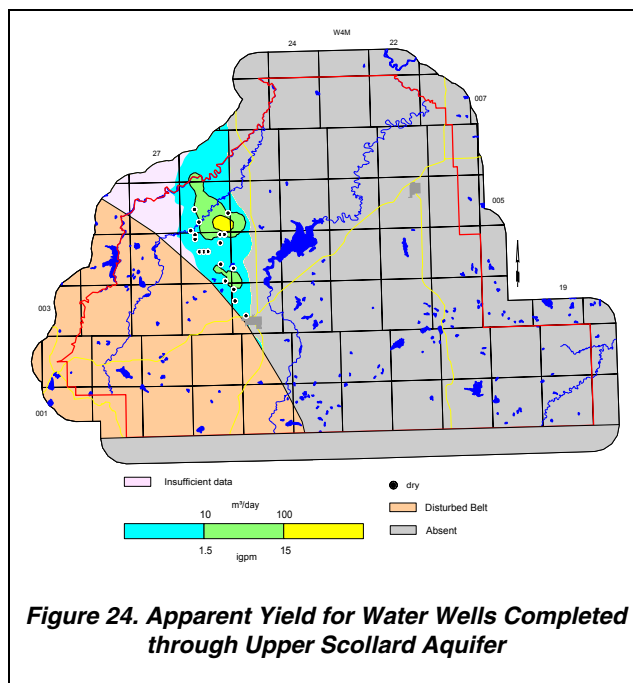 W4M
24
22
007
27
005
19
003
001
Insufficient data
dry
m³/day
10
100
Disturbed Belt
Absent
1.5
igpm
15
Figure 24. Apparent Yield for Water Wells Completed
through Upper Scollard Aquifer